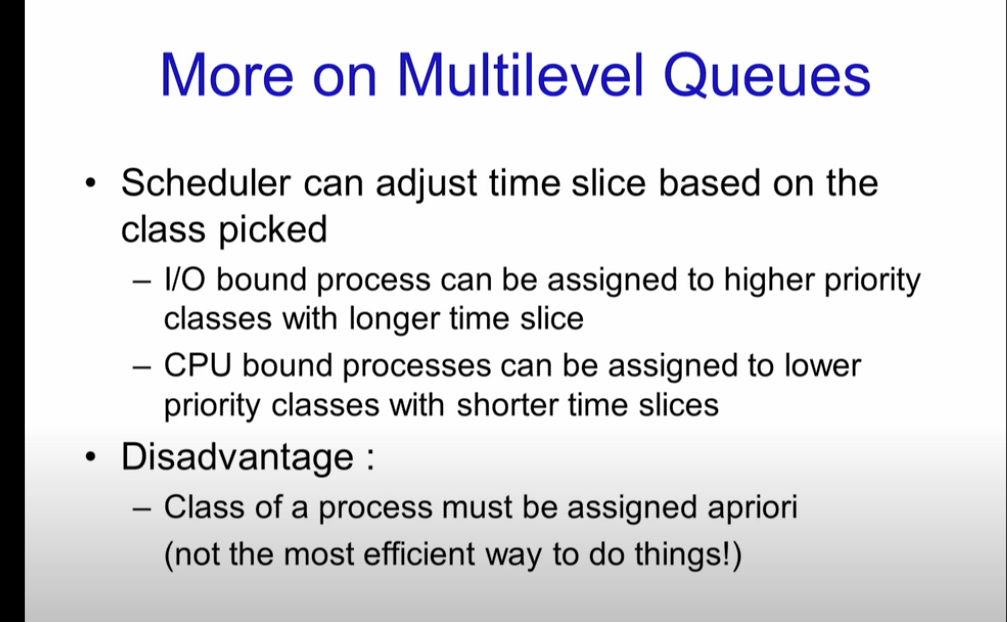 More on Multilevel Queues
• Scheduler can adjust time slice based on the
class picked
– I/O bound process can be assigned to higher priority
classes with longer time slice
– CPU bound processes can be assigned to lower
priority classes with shorter time slices
• Disadvantage :
– Class of a process must be assigned apriori
(not the most efficient way to do things!)